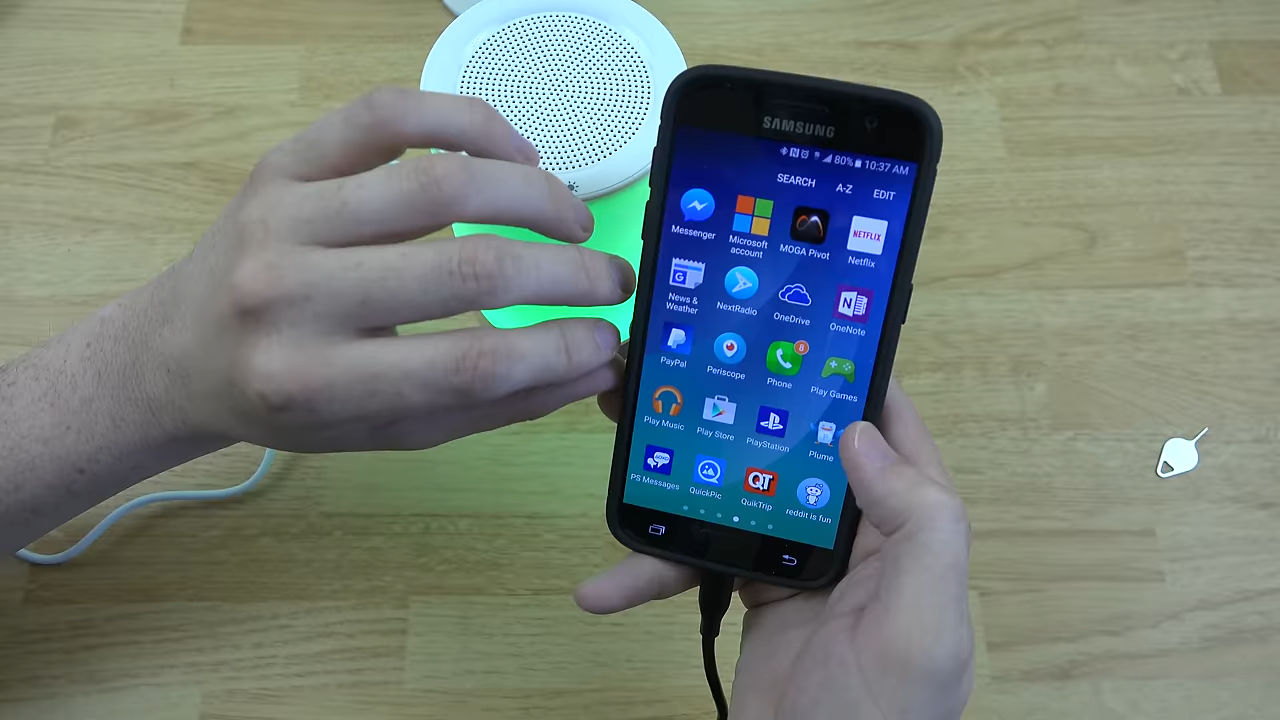 SAMSUNG
80% 10:37 AM
SEARCH A-Z EDIT
Messenger
Microsoft account
MOGA Pivot
NETFLIX
Netflix
News & Weather
NextRadio
OneDrive
N
OneNote
PayPal
Periscope
8
Phone
Play Games
Play Music
Play Store
PlayStation
Plume
PS Messages
QuickPic
QT
QuikTrip
reddit is fun